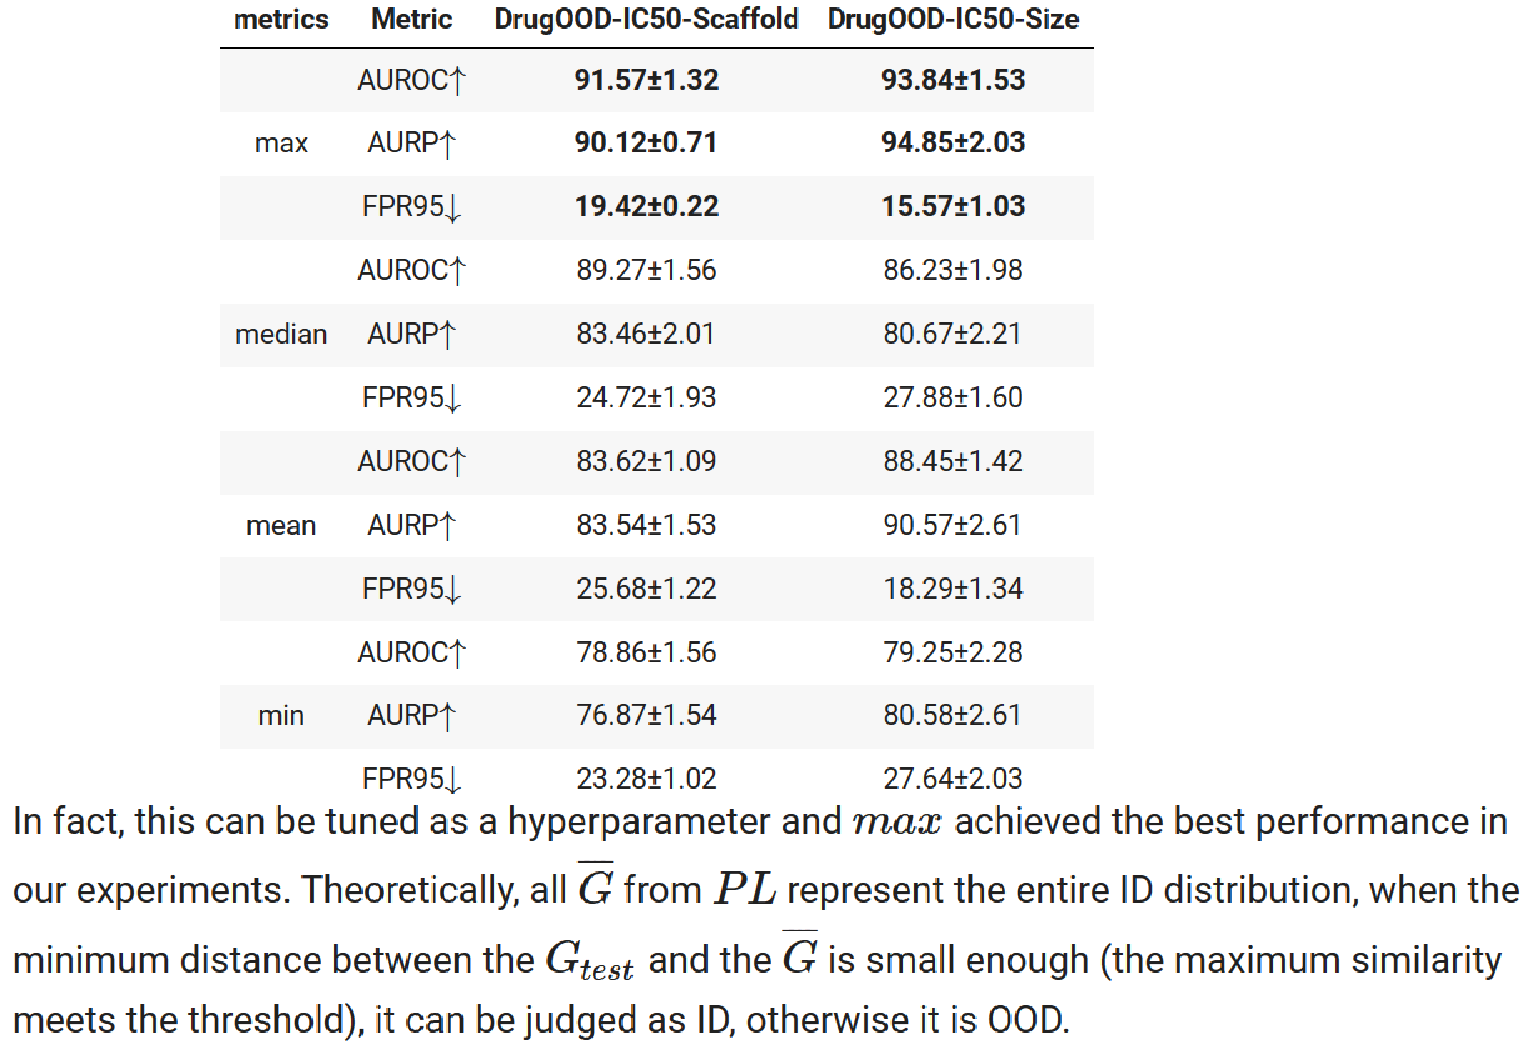 metrics Metric DrugOOD-IC50-Scaffold DrugOOD-IC50-Size
AUROC↑ 91.57±1.32 93.84±1.53
max AURP↑ 90.12±0.71 94.85±2.03
FPR95↓ 19.42±0.22 15.57±1.03
AUROC↑ 89.27±1.56 86.23±1.98
median AURP↑ 83.46±2.01 80.67±2.21
FPR95↓ 24.72±1.93 27.88±1.60
AUROC↑ 83.62±1.09 88.45±1.42
mean AURP↑ 83.54±1.53 90.57±2.61
FPR95↓ 25.68±1.22 18.29±1.34
AUROC↑ 78.86±1.56 79.25±2.28
min AURP↑ 76.87±1.54 80.58±2.61
FPR95↓ 23.28±1.02 27.64±2.03
In fact, this can be tuned as a hyperparameter and max achieved the best performance in
our experiments. Theoretically, all G̅ from PL represent the entire ID distribution, when the
minimum distance between the G_test and the G̅ is small enough (the maximum similarity
meets the threshold), it can be judged as ID, otherwise it is OOD.